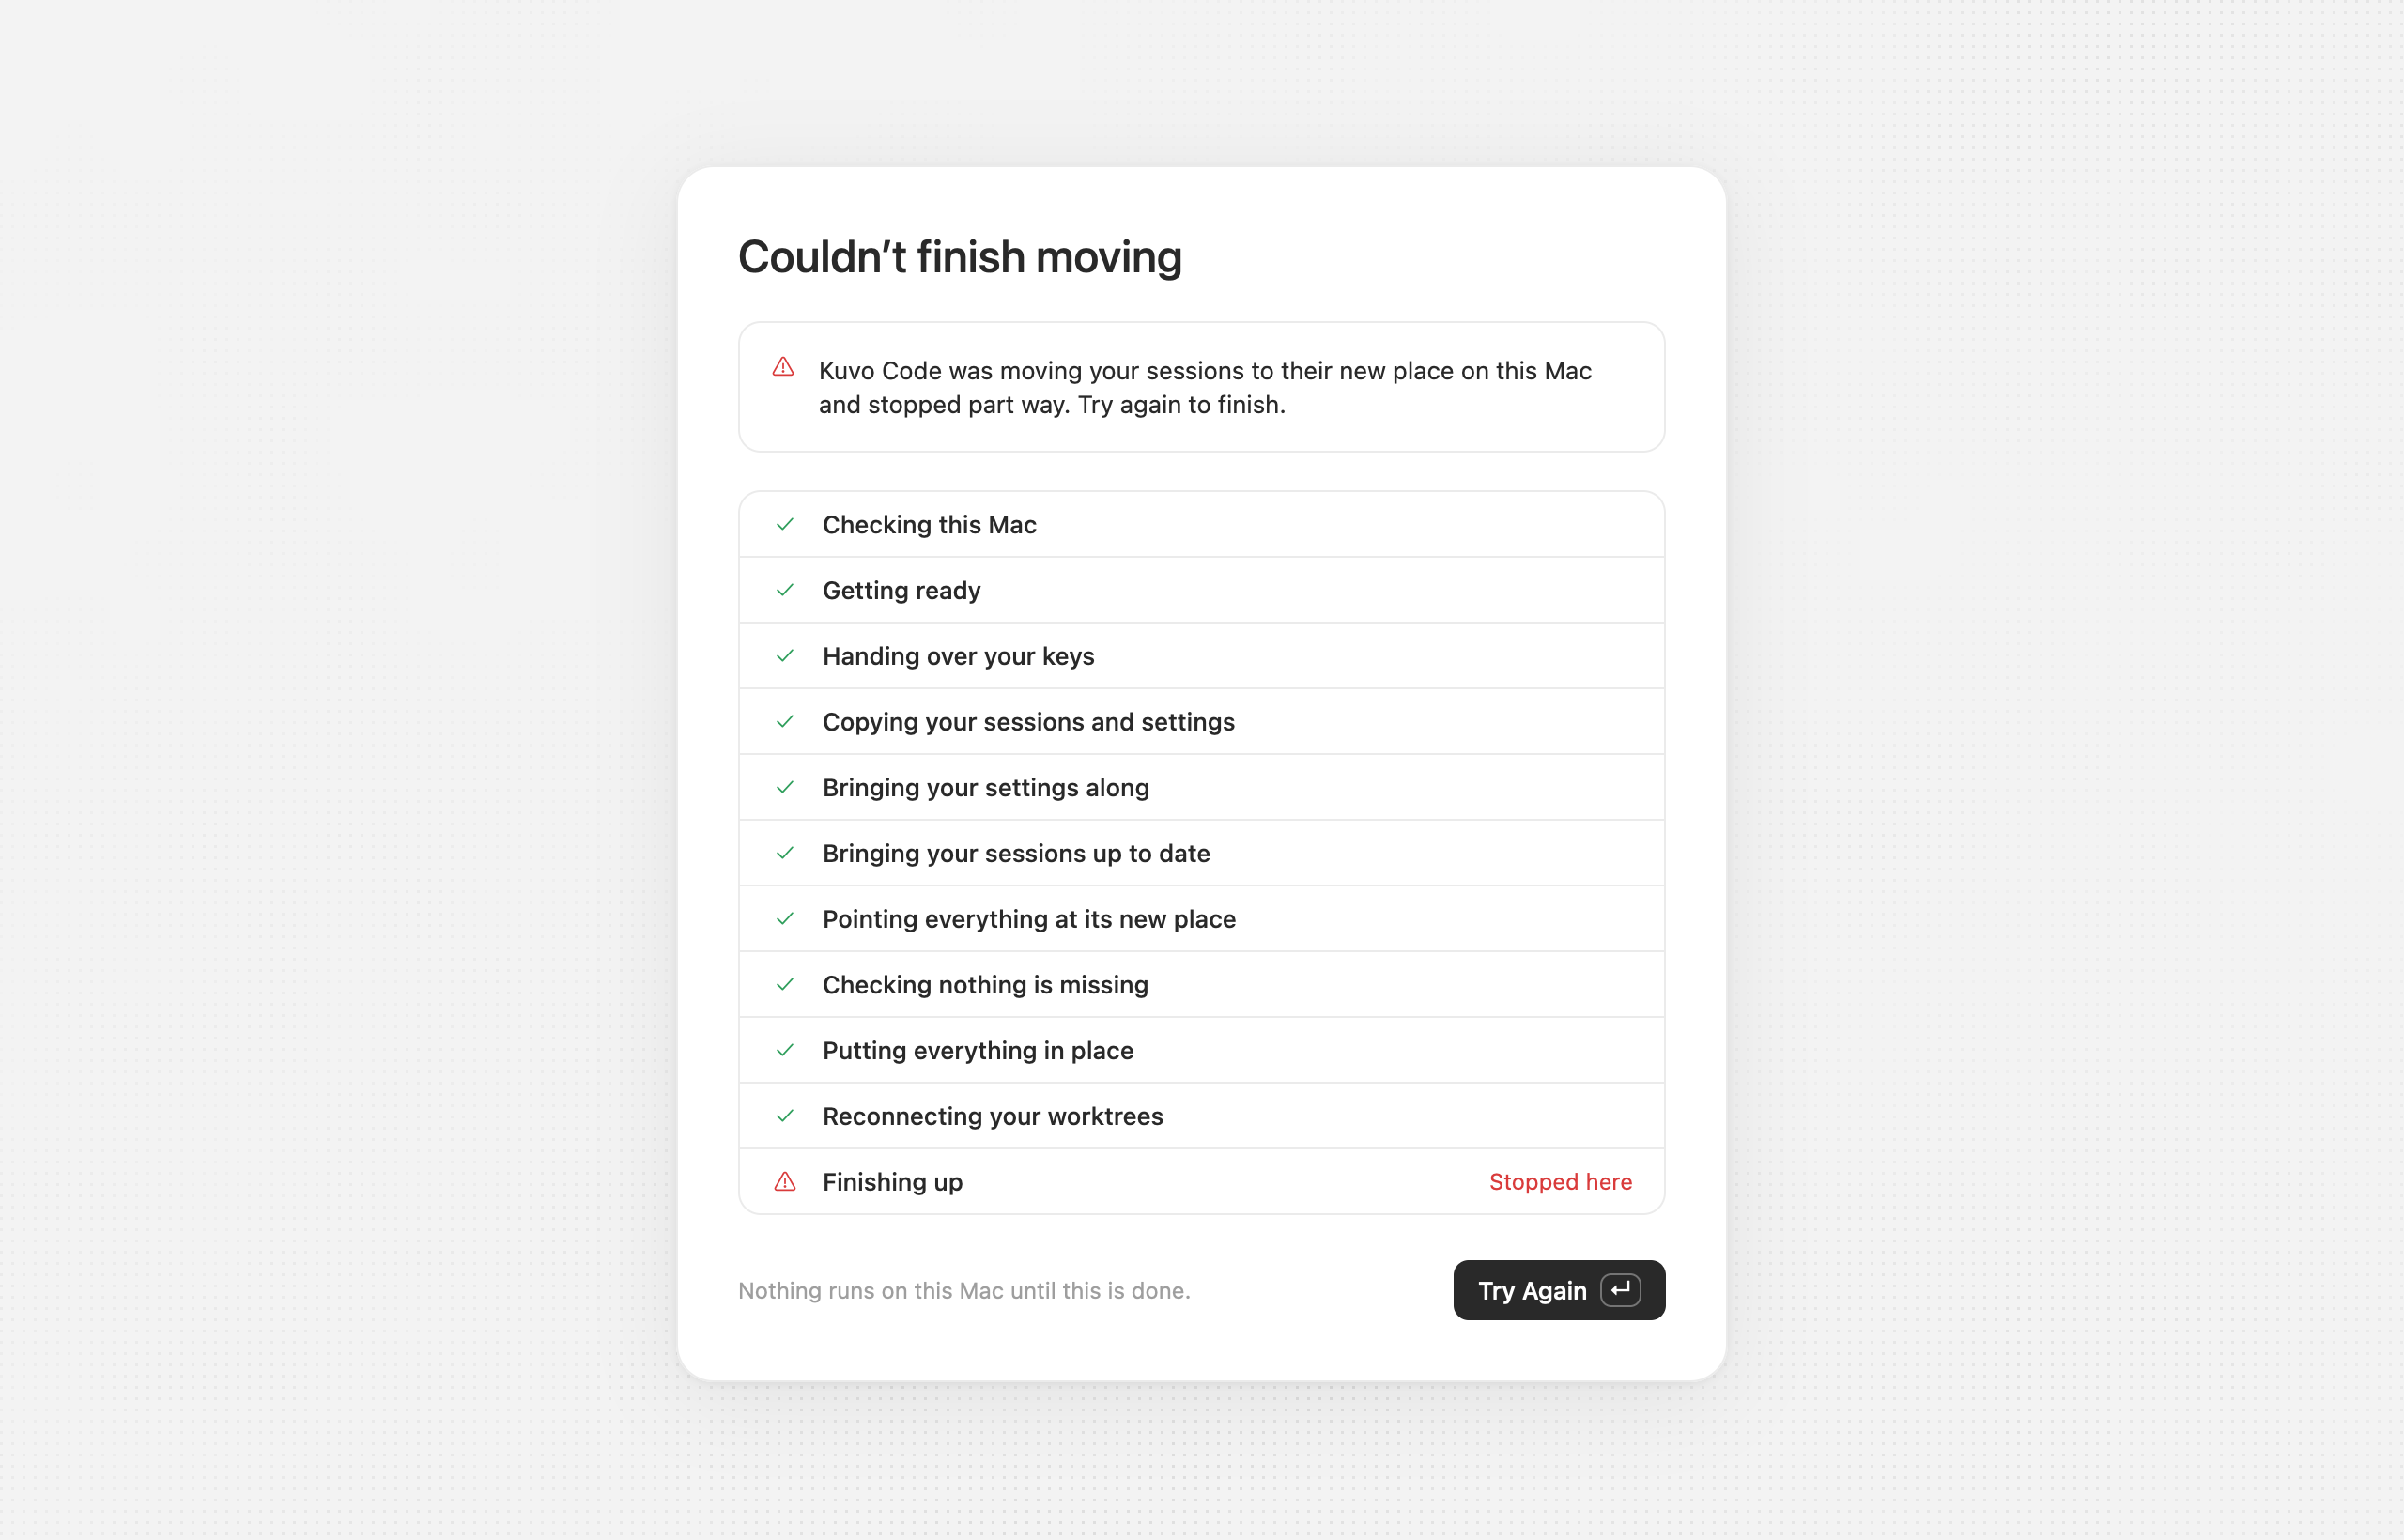 Couldn’t finish moving
Kuvo Code was moving your sessions to their new place on this Mac
and stopped part way. Try again to finish.
Checking this Mac
Getting ready
Handing over your keys
Copying your sessions and settings
Bringing your settings along
Bringing your sessions up to date
Pointing everything at its new place
Checking nothing is missing
Putting everything in place
Reconnecting your worktrees
Finishing up
Stopped here
Nothing runs on this Mac until this is done.
Try Again